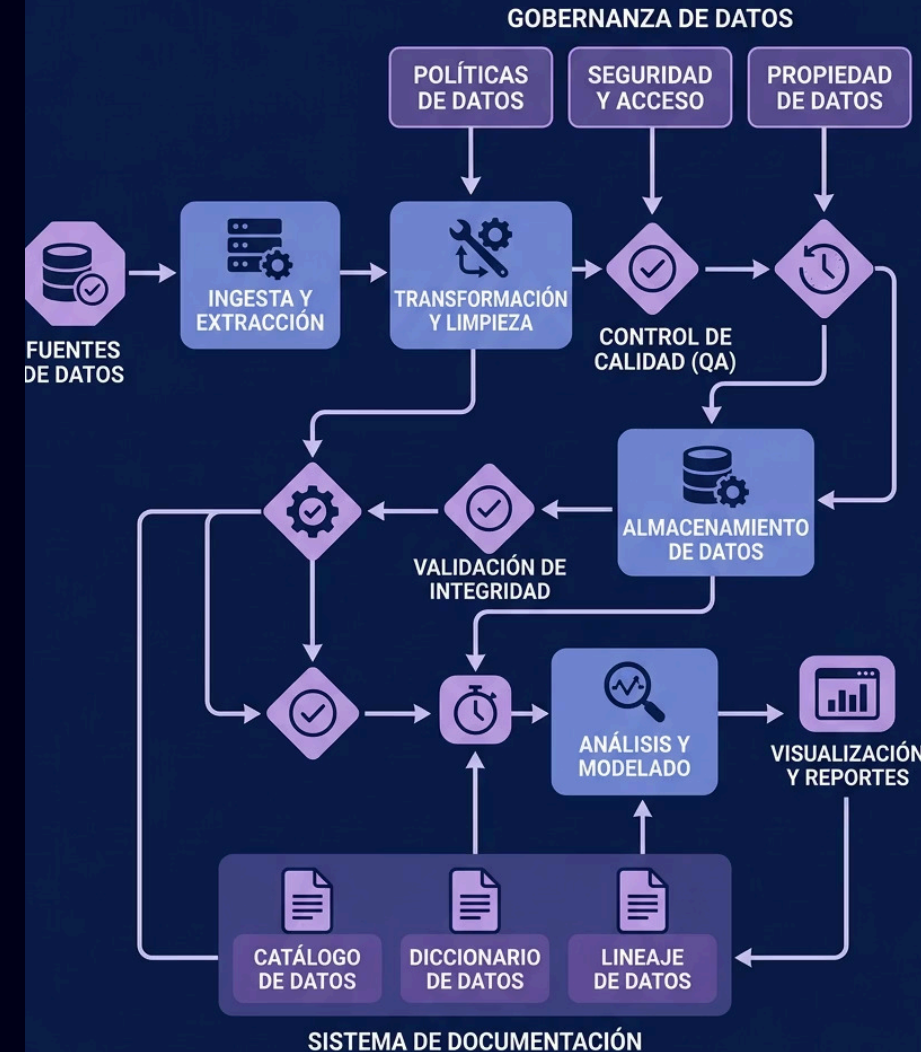 GOBERNANZA DE DATOS
POLÍTICAS
DE DATOS
SEGURIDAD
Y ACCESO
PROPIEDAD
DE DATOS
FUENTES
DE DATOS
INGESTA Y
EXTRACCIÓN
TRANSFORMACIÓN
Y LIMPIEZA
CONTROL DE
CALIDAD (QA)
ALMACENAMIENTO
DE DATOS
VALIDACIÓN DE
INTEGRIDAD
ANÁLISIS Y
MODELADO
VISUALIZACIÓN
Y REPORTES
CATÁLOGO
DE DATOS
DICCIONARIO
DE DATOS
LINEAJE
DE DATOS
SISTEMA DE DOCUMENTACIÓN